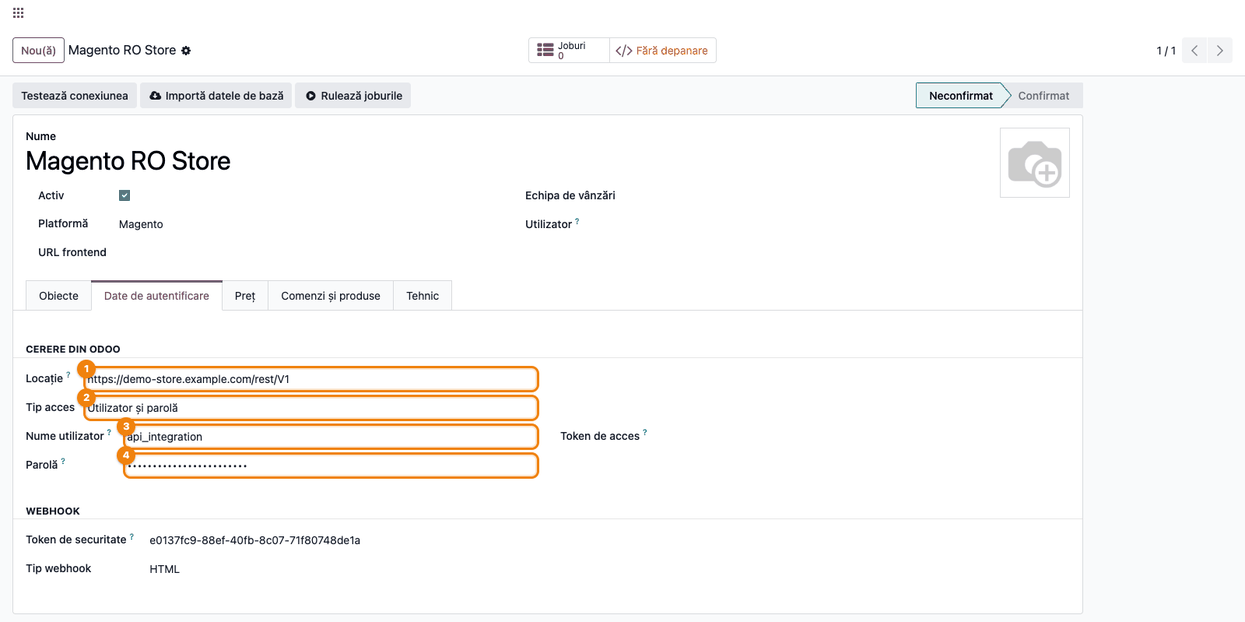 Nou(ă) Magento RO Store Joburi 0 Fără depanare 1 / 1
Testează conexiunea Importă datele de bază Rulează joburile Neconfirmat Confirmat
Nume
Magento RO Store
Activ Echipa de vânzări
Platformă Magento Utilizator ?
URL frontend
Obiecte Date de autentificare Preț Comenzi și produse Tehnic
CERERE DIN ODOO
1
Locație ? https://demo-store.example.com/rest/V1
2
Tip acces Utilizator și parolă
3
Nume utilizator ? api_integration Token de acces ?
4
Parolă ? ························
WEBHOOK
Token de securitate ? e0137fc9-88ef-40fb-8c07-71f80748de1a
Tip webhook HTML